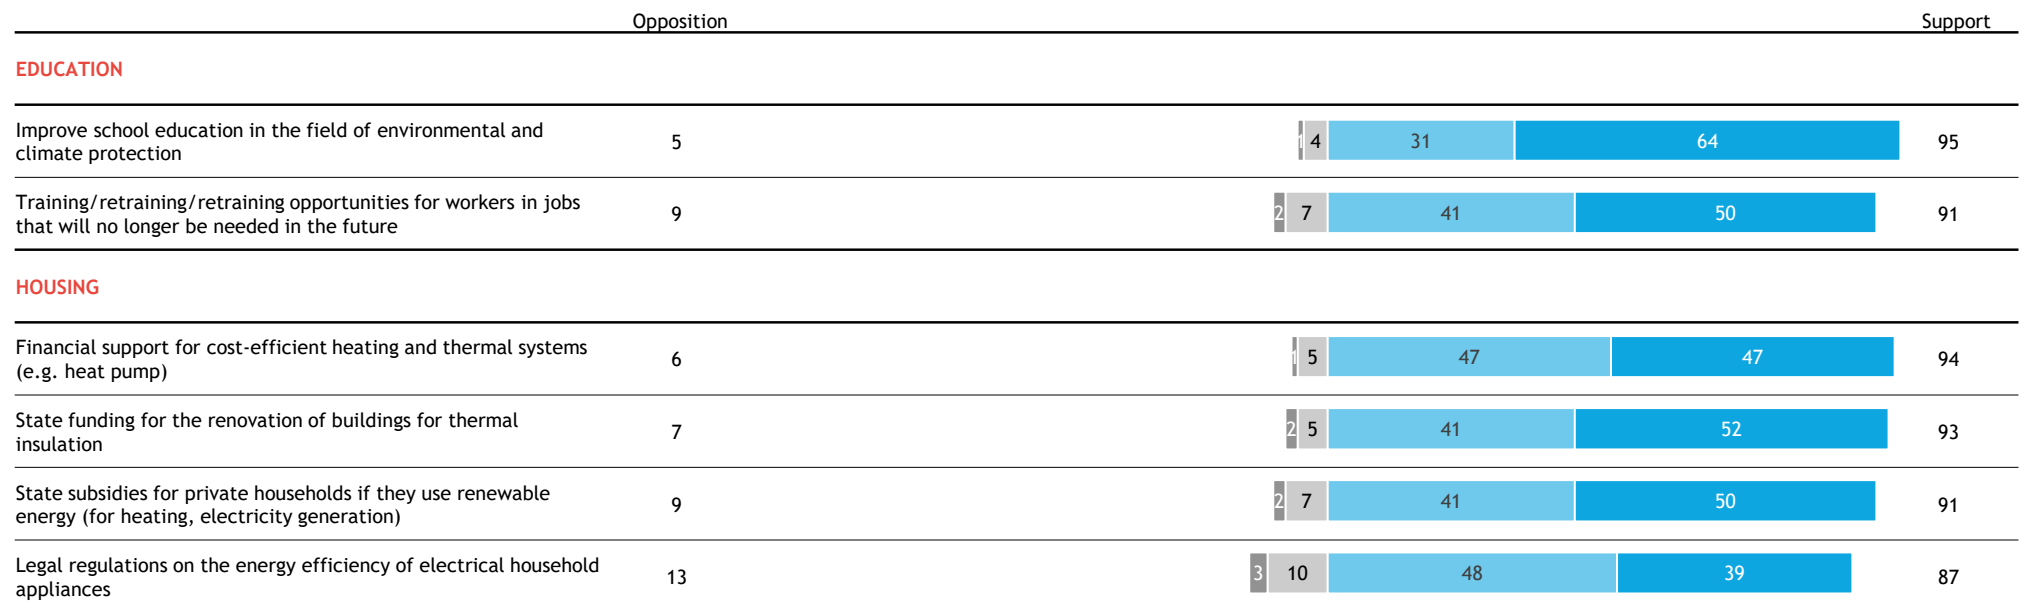 Opposition Support
EDUCATION
Improve school education in the field of environmental and
climate protection
5 1 4 31 64 95
Training/retraining/retraining opportunities for workers in jobs
that will no longer be needed in the future
9 2 7 41 50 91
HOUSING
Financial support for cost-efficient heating and thermal systems
(e.g. heat pump)
6 1 5 47 47 94
State funding for the renovation of buildings for thermal
insulation
7 2 5 41 52 93
State subsidies for private households if they use renewable
energy (for heating, electricity generation)
9 2 7 41 50 91
Legal regulations on the energy efficiency of electrical household
appliances
13 3 10 48 39 87